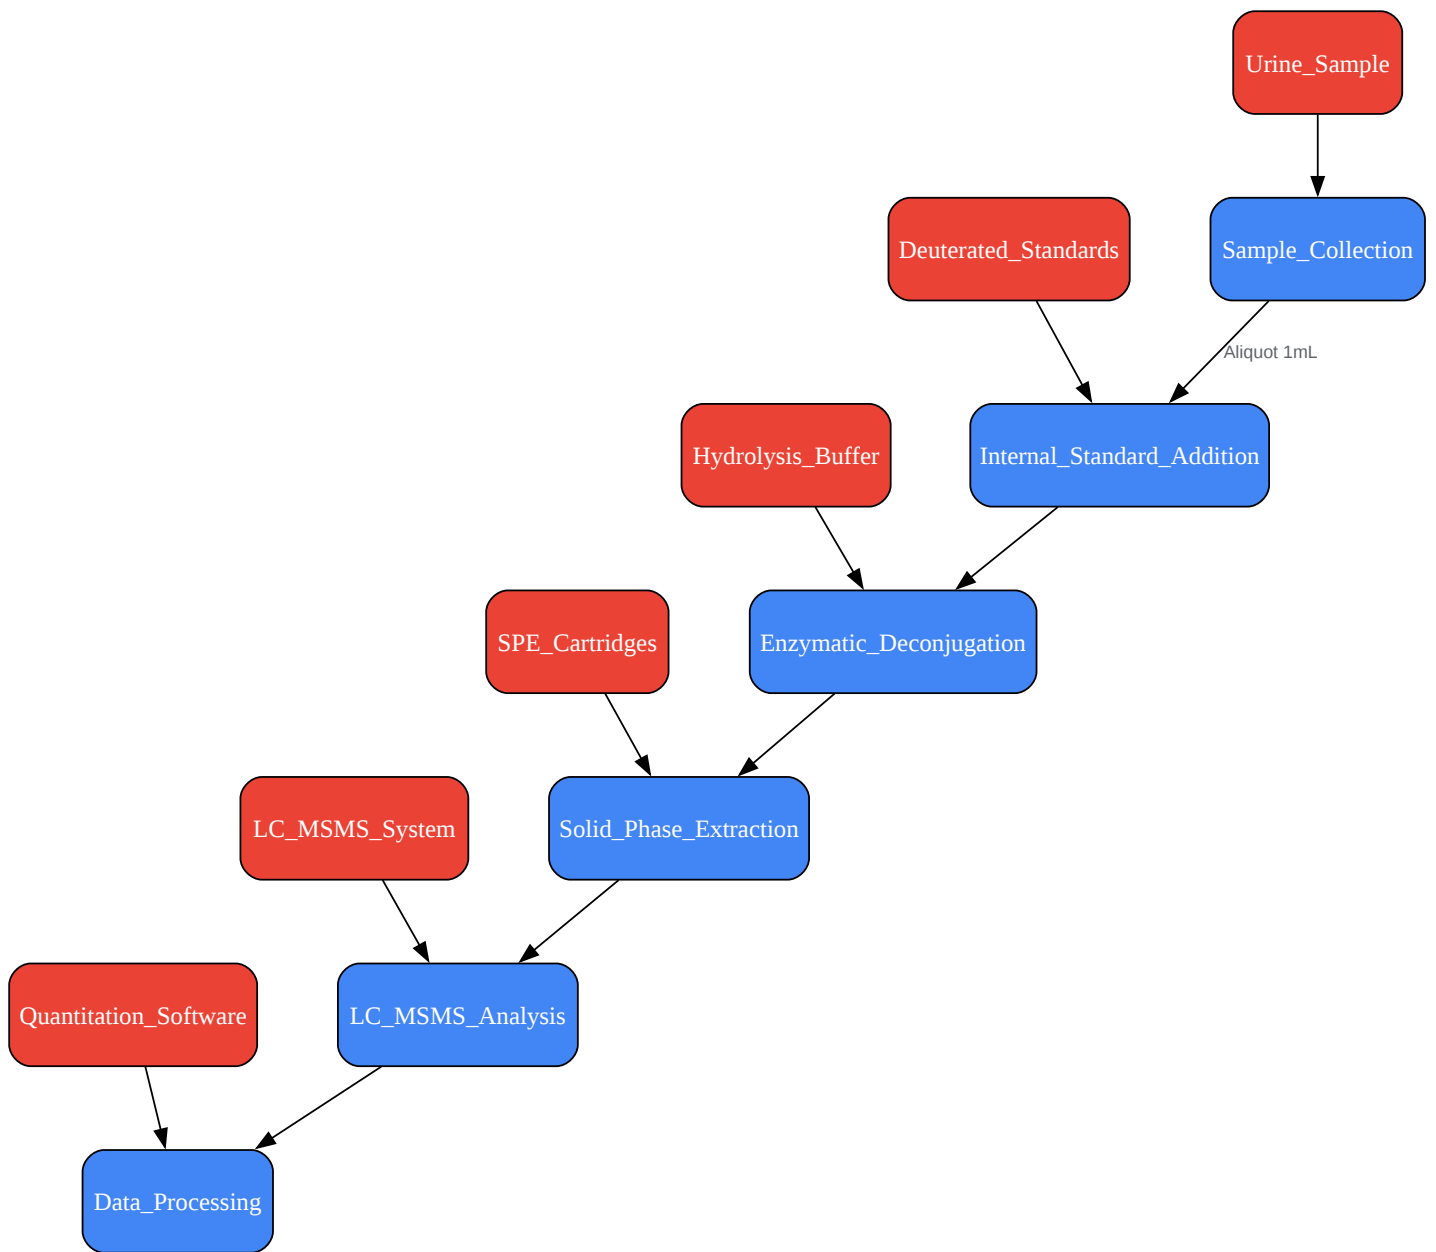 Urine_Sample
Deuterated_Standards
Sample_Collection
Aliquot 1mL
Hydrolysis_Buffer
Internal_Standard_Addition
SPE_Cartridges
Enzymatic_Deconjugation
LC_MSMS_System
Solid_Phase_Extraction
Quantitation_Software
LC_MSMS_Analysis
Data_Processing